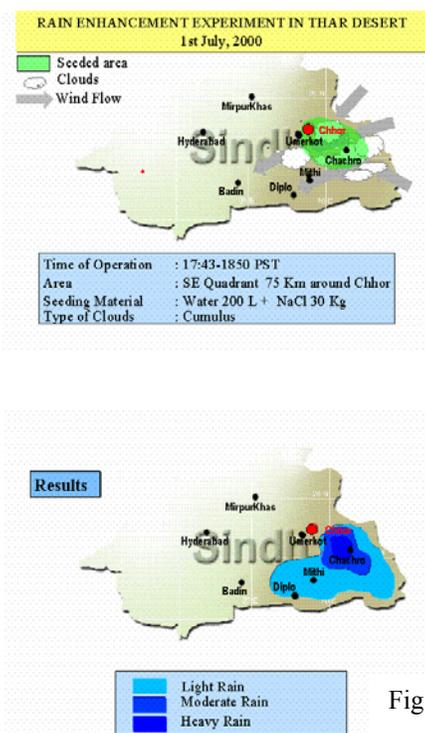 RAIN ENHANCEMENT EXPERIMENT IN THAR DESERT
1st July, 2000
Seeded area
Clouds
Wind Flow
MirpurKhas
Chhor
Hyderabad
Umerkot
Sindh
Chachro
Mithi
Badin
Diplo
Time of Operation : 17:43-1850 PST
Area : SE Quadrant 75 Km around Chhor
Seeding Material : Water 200 L + NaCl 30 Kg
Type of Clouds : Cumulus
Results
MirpurKhas
Chhor
Hyderabad
Umerkot
Sindh
Chachro
Mithi
Badin
Diplo
Light Rain
Moderate Rain
Heavy Rain
Fig